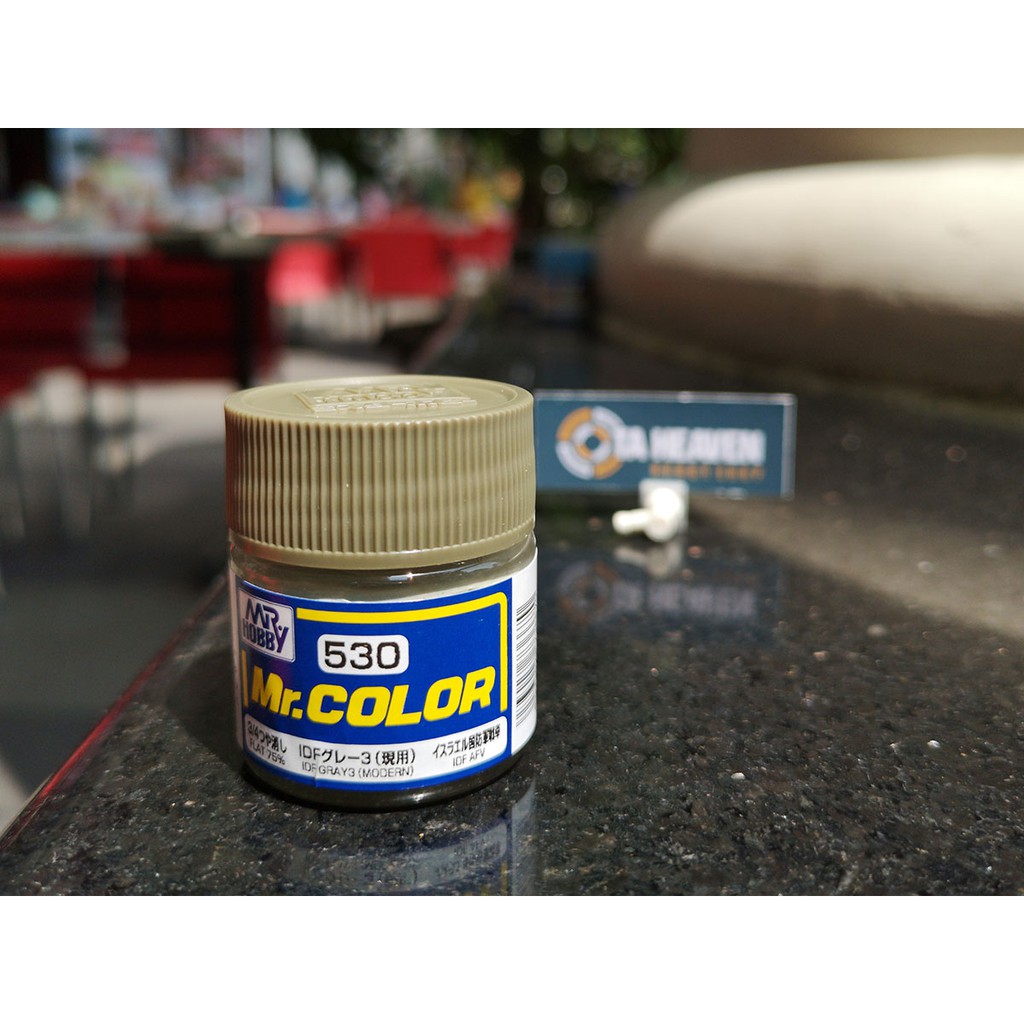 TA HEAVEN
MR.
HOBBY
530
Mr.COLOR
3/4つや消し
FLAT 75%
IDFグレー3(現用)
IDF GRAY3 (MODERN)
イスラエル国防軍戦車
IDF AFV